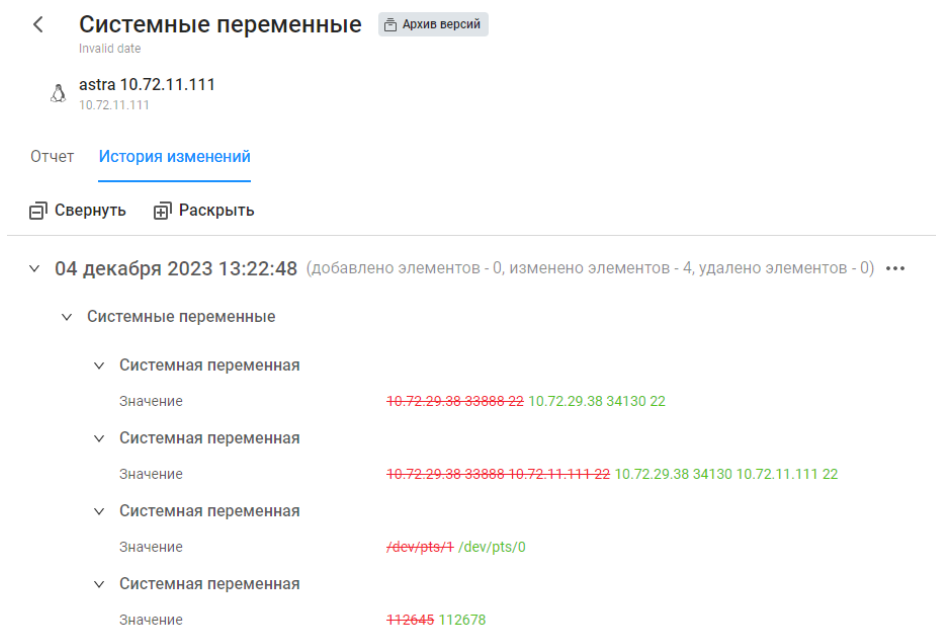 Системные переменные Архив версий
Invalid date
astra 10.72.11.111
10.72.11.111
Отчет История изменений
Свернуть Раскрыть
04 декабря 2023 13:22:48 (добавлено элементов - 0, изменено элементов - 4, удалено элементов - 0) •••
Системные переменные
Системная переменная
Значение 10.72.29.38 33888 22 10.72.29.38 34130 22
Системная переменная
Значение 10.72.29.38 33888 10.72.11.111 22 10.72.29.38 34130 10.72.11.111 22
Системная переменная
Значение /dev/pts/1 /dev/pts/0
Системная переменная
Значение 112645 112678